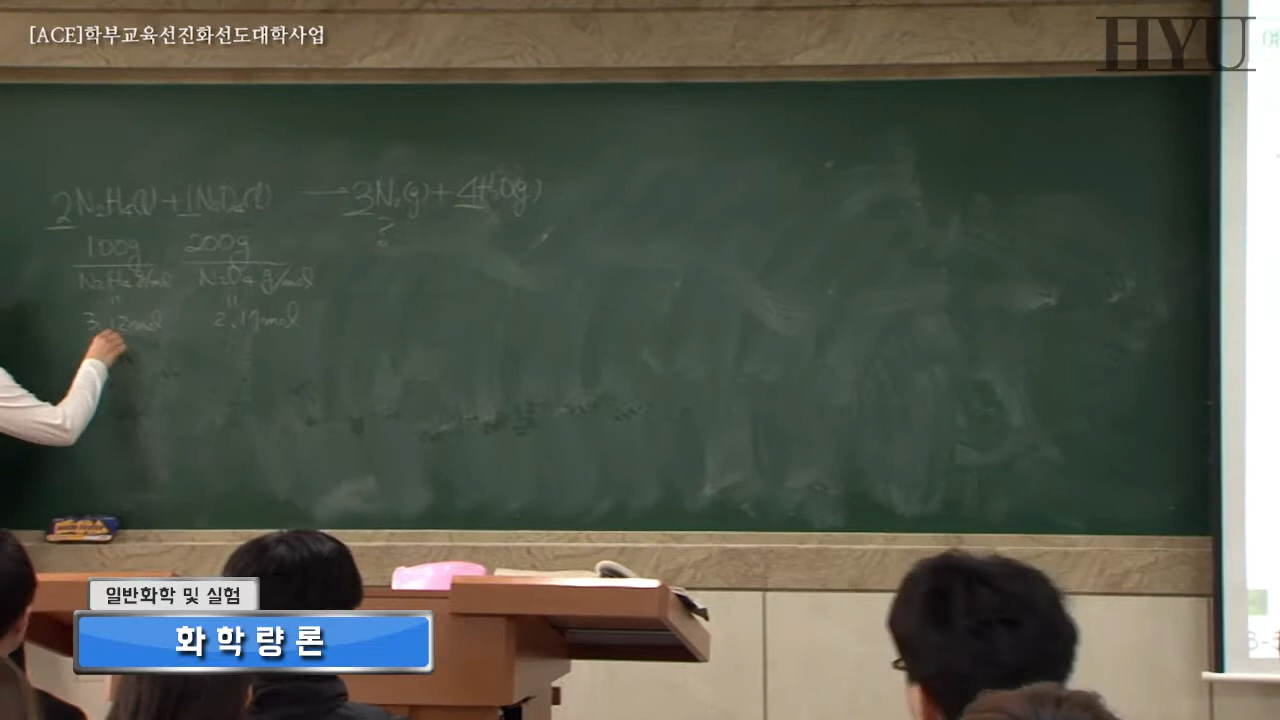 [ACE]학부교육선진화선도대학사업
HYU
2N₂H₄(l) + 1N₂O₄(l) → 3N₂(g) + 4H₂O(g)
100g 200g ?
N₂H₄ g/mol N₂O₄ g/mol
= =
3.12mol 2.17mol
일반화학 및 실험
화학량론